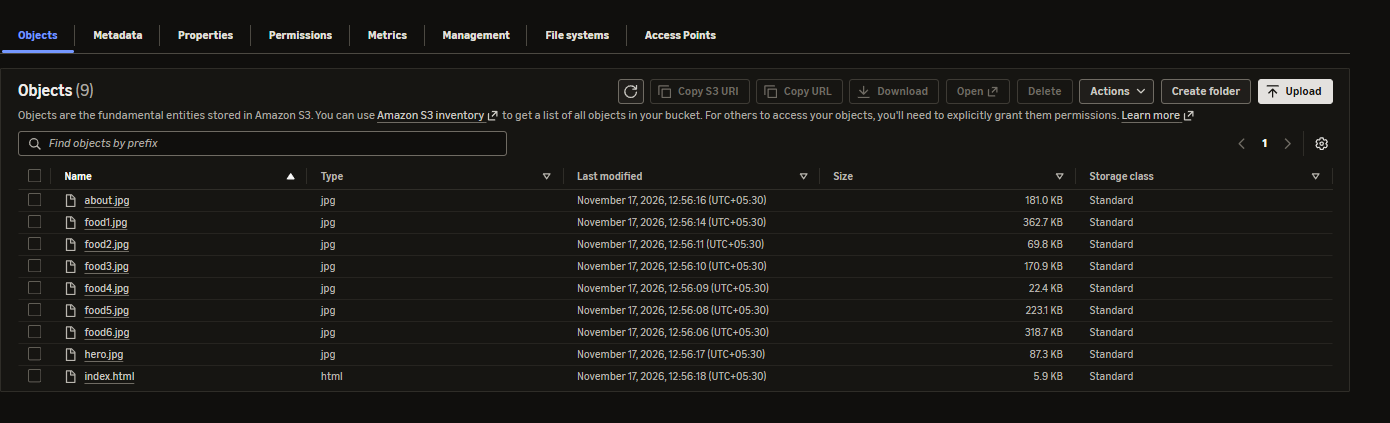 Objects Metadata Properties Permissions Metrics Management File systems Access Points
Objects (9) Copy S3 URI Copy URL Download Open Delete Actions Create folder Upload
Objects are the fundamental entities stored in Amazon S3. You can use Amazon S3 inventory to get a list of all objects in your bucket. For others to access your objects, you'll need to explicitly grant them permissions. Learn more
Find objects by prefix 1
Name Type Last modified Size Storage class
about.jpg jpg November 17, 2026, 12:56:16 (UTC+05:30) 181.0 KB Standard
food1.jpg jpg November 17, 2026, 12:56:14 (UTC+05:30) 362.7 KB Standard
food2.jpg jpg November 17, 2026, 12:56:11 (UTC+05:30) 69.8 KB Standard
food3.jpg jpg November 17, 2026, 12:56:10 (UTC+05:30) 170.9 KB Standard
food4.jpg jpg November 17, 2026, 12:56:09 (UTC+05:30) 22.4 KB Standard
food5.jpg jpg November 17, 2026, 12:56:08 (UTC+05:30) 223.1 KB Standard
food6.jpg jpg November 17, 2026, 12:56:06 (UTC+05:30) 318.7 KB Standard
hero.jpg jpg November 17, 2026, 12:56:17 (UTC+05:30) 87.3 KB Standard
index.html html November 17, 2026, 12:56:18 (UTC+05:30) 5.9 KB Standard